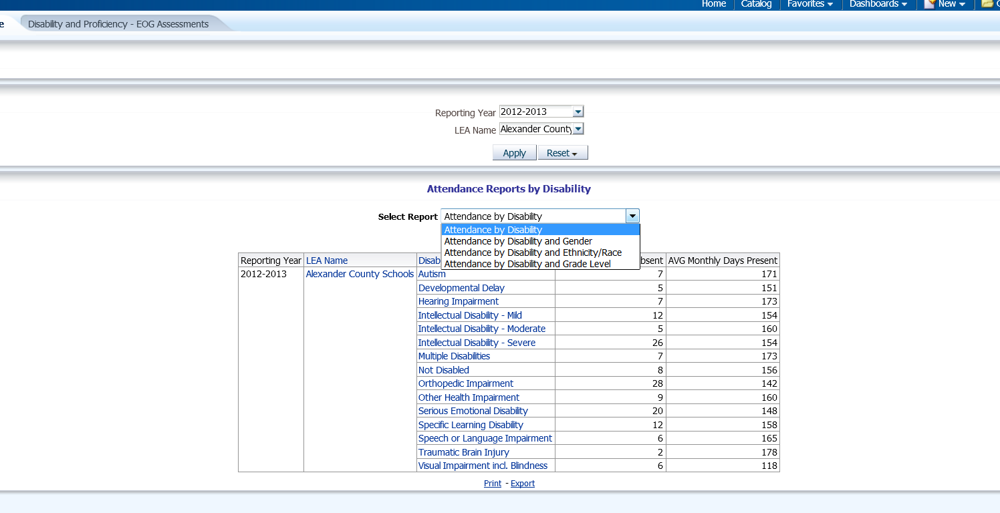 Home Catalog Favorites Dashboards New
Disability and Proficiency - EOG Assessments
Reporting Year 2012-2013
LEA Name Alexander County
Apply Reset
Attendance Reports by Disability
Select Report Attendance by Disability
Attendance by Disability
Attendance by Disability and Gender
Attendance by Disability and Ethnicity/Race
Attendance by Disability and Grade Level
Reporting Year LEA Name Disab bsent AVG Monthly Days Present
2012-2013 Alexander County Schools Autism 7 171
Developmental Delay 5 151
Hearing Impairment 7 173
Intellectual Disability - Mild 12 154
Intellectual Disability - Moderate 5 160
Intellectual Disability - Severe 26 154
Multiple Disabilities 7 173
Not Disabled 8 156
Orthopedic Impairment 28 142
Other Health Impairment 9 160
Serious Emotional Disability 20 148
Specific Learning Disability 12 158
Speech or Language Impairment 6 165
Traumatic Brain Injury 2 178
Visual Impairment incl. Blindness 6 118
Print - Export